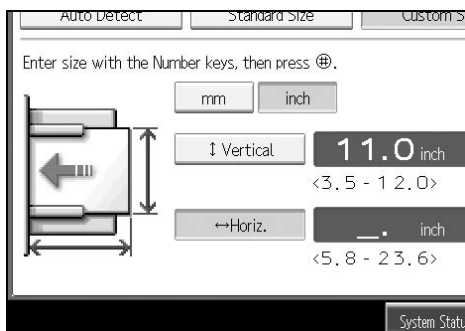 Auto Detect Standard Size Custom S
Enter size with the Number keys, then press ⊕.
mm inch
↕ Vertical 11.0 inch
<3.5 - 12.0>
↔Horiz. _. inch
<5.8 - 23.6>
System Statu